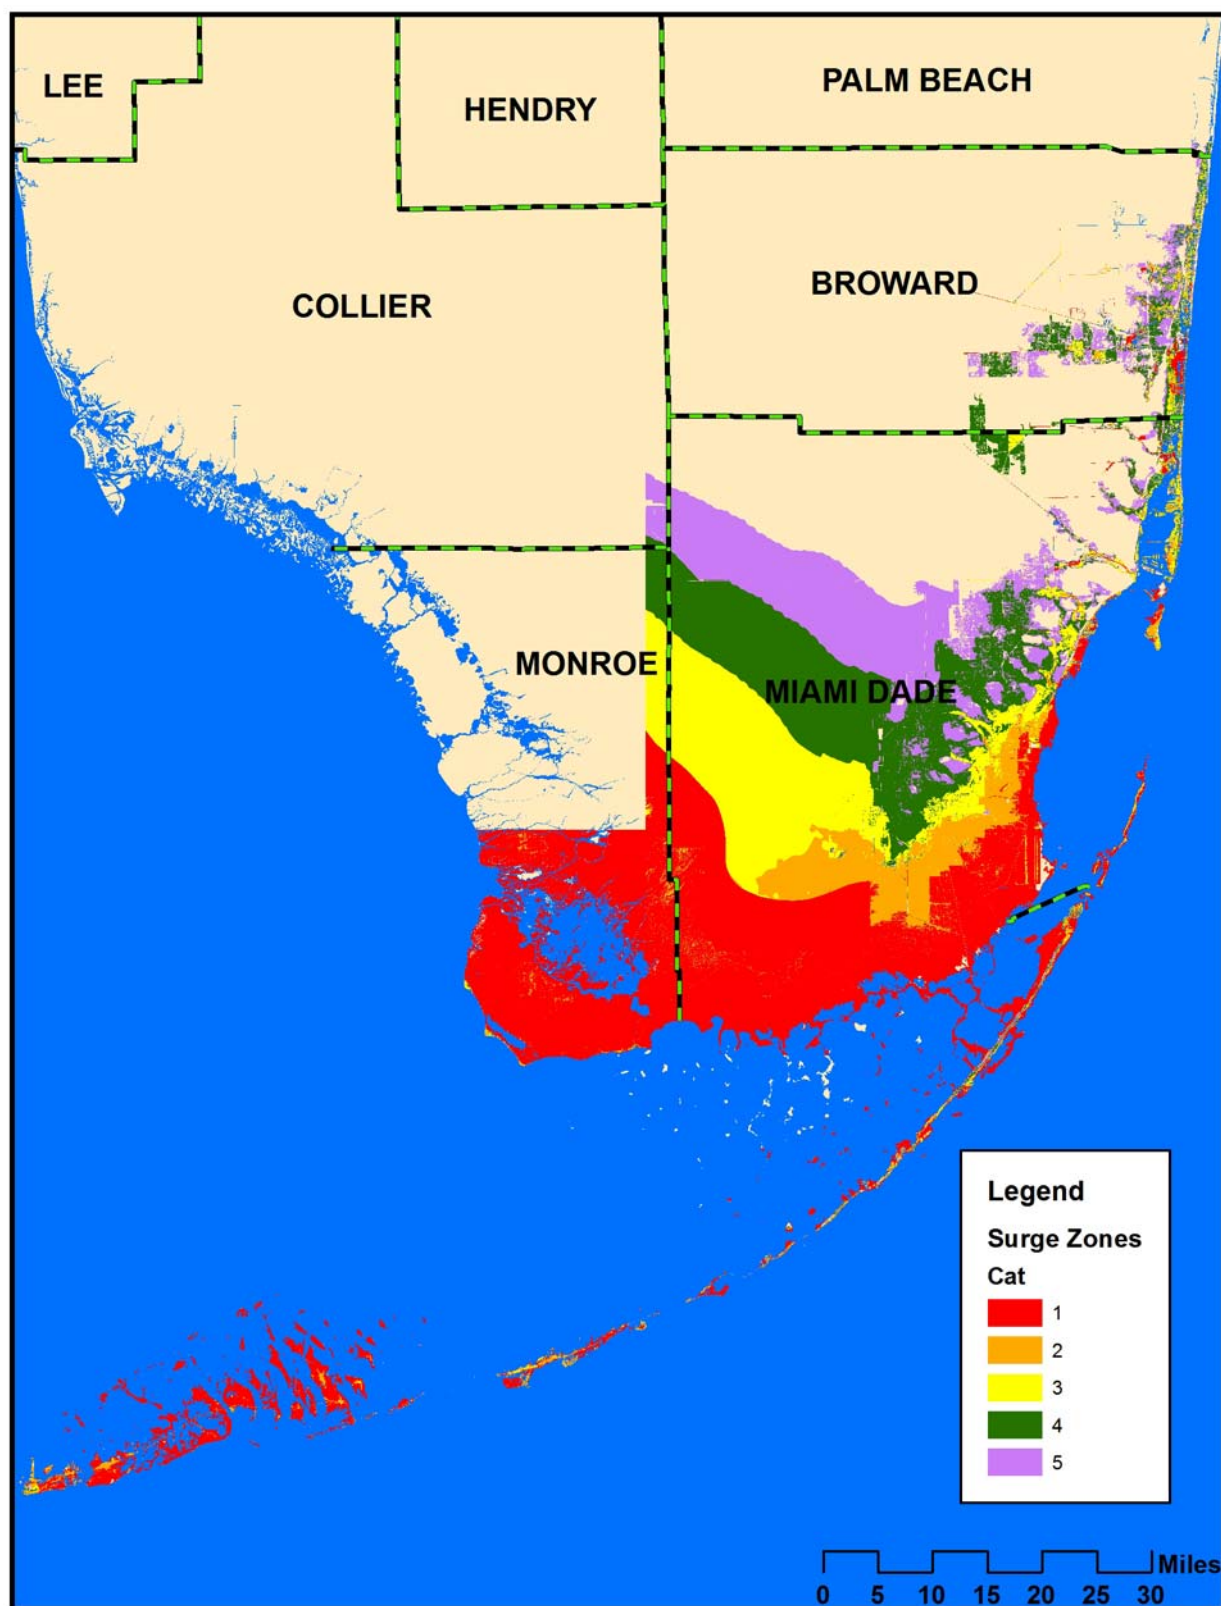 LEE
HENDRY
PALM BEACH
COLLIER
BROWARD
MONROE
MIAMI DADE
Legend
Surge Zones
Cat
1
2
3
4
5
Miles
0 5 10 15 20 25 30